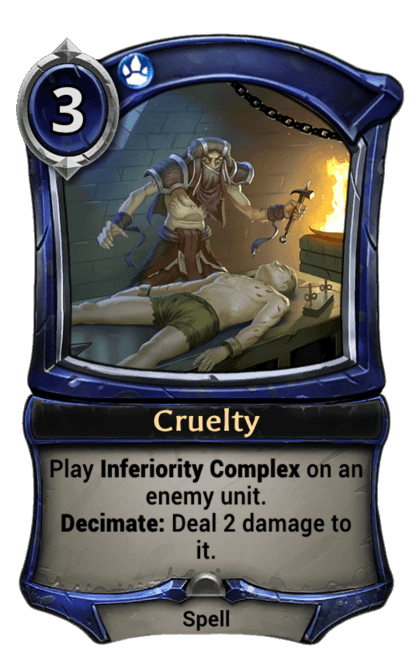 3
Cruelty
Play Inferiority Complex on an
enemy unit.
Decimate: Deal 2 damage to
it.
Spell